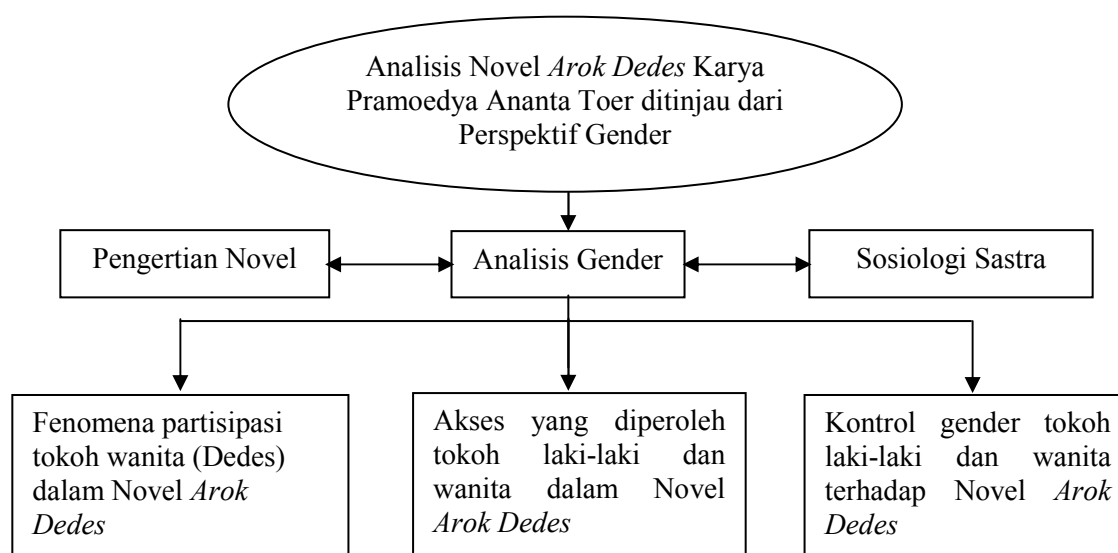 Analisis Novel Arok Dedes Karya
Pramoedya Ananta Toer ditinjau dari
Perspektif Gender
Pengertian Novel
Analisis Gender
Sosiologi Sastra
Fenomena partisipasi
tokoh wanita (Dedes)
dalam Novel Arok
Dedes
Akses yang diperoleh
tokoh laki-laki dan
wanita dalam Novel
Arok Dedes
Kontrol gender tokoh
laki-laki dan wanita
terhadap Novel Arok
Dedes